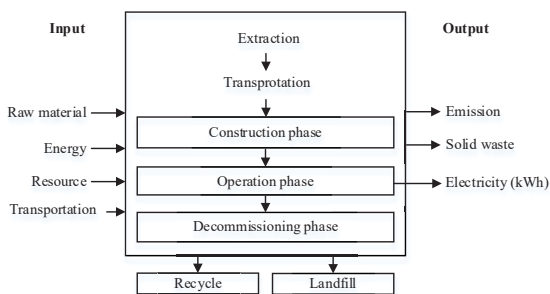 Input
Output
Extraction
Transprotation
Raw material
Emission
Construction phase
Energy
Solid waste
Resource
Operation phase
Electricity (kWh)
Transportation
Decommissioning phase
Recycle
Landfill